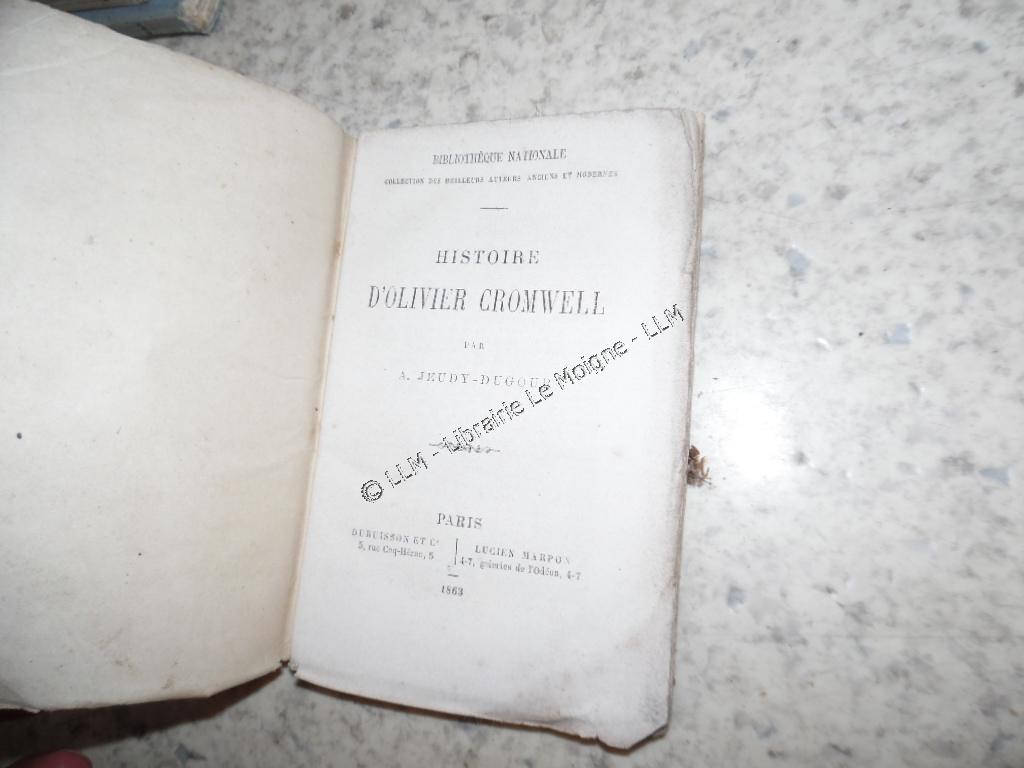 BIBLIOTHÈQUE NATIONALE
COLLECTION DES MEILLEURS AUTEURS ANCIENS ET MODERNES
HISTOIRE
D'OLIVIER CROMWELL
PAR
A. JEUDY-DUGOUR
© LLM - Librairie Le Moigne - LLM
PARIS
DUBUISSON ET Cᵉ
5, rue Coq-Héron, 5
LUCIEN MARPON
4-7, galeries de l'Odéon, 4-7
1863